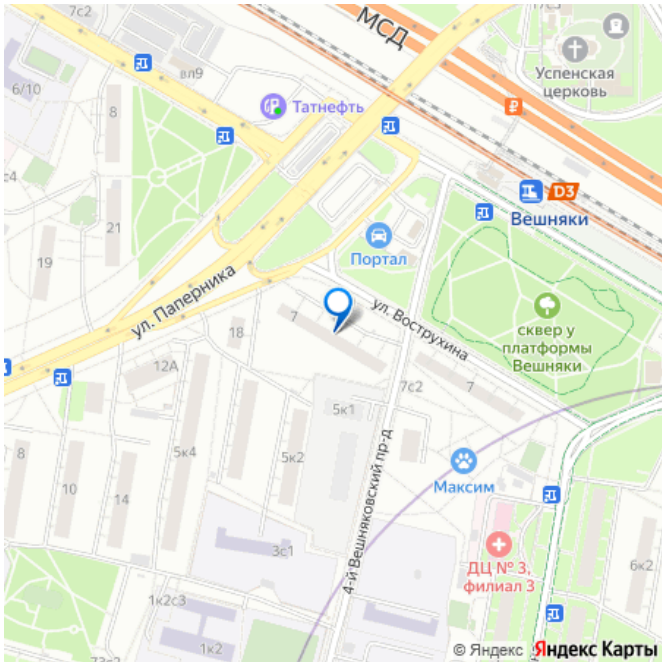 7с2
МСД
вл9
Успенская
церковь
6/10
8
Татнефть
с4
D3
Вешняки
21
19
Портал
ул. Паперника
7
ул. Вострухина
сквер у
платформы
Вешняки
18
12А
7с2
7
5к1
8
5к4
5к2
10
14
Максим
4-й Вешняковский пр-д
3с1
ДЦ № 3,
филиал 3
6к2
1к2с3
1к2
© Яндекс Яндекс Карты